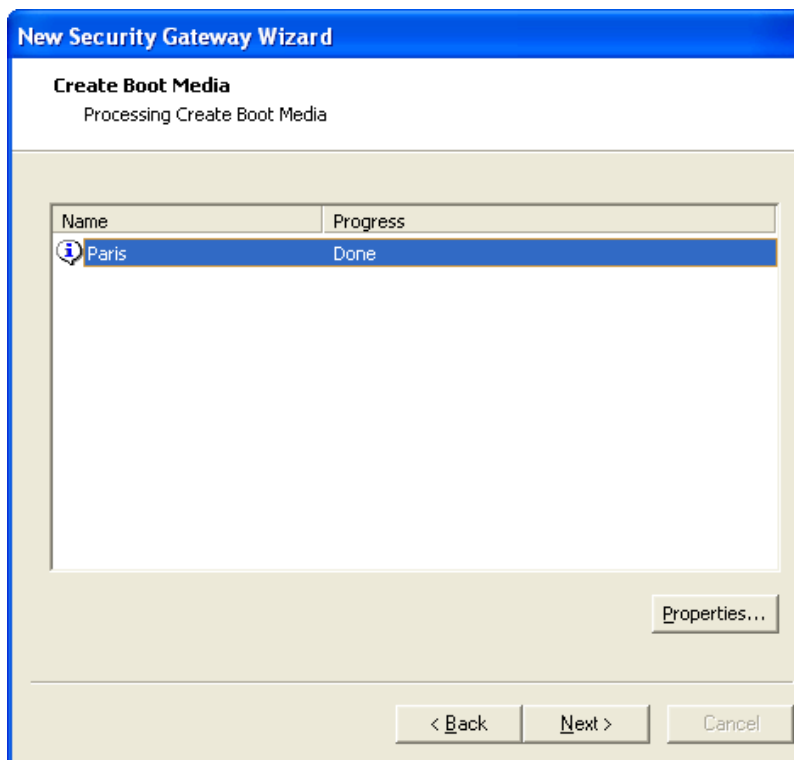 New Security Gateway Wizard
Create Boot Media
Processing Create Boot Media
Name Progress
Paris Done
Properties...
< Back Next > Cancel